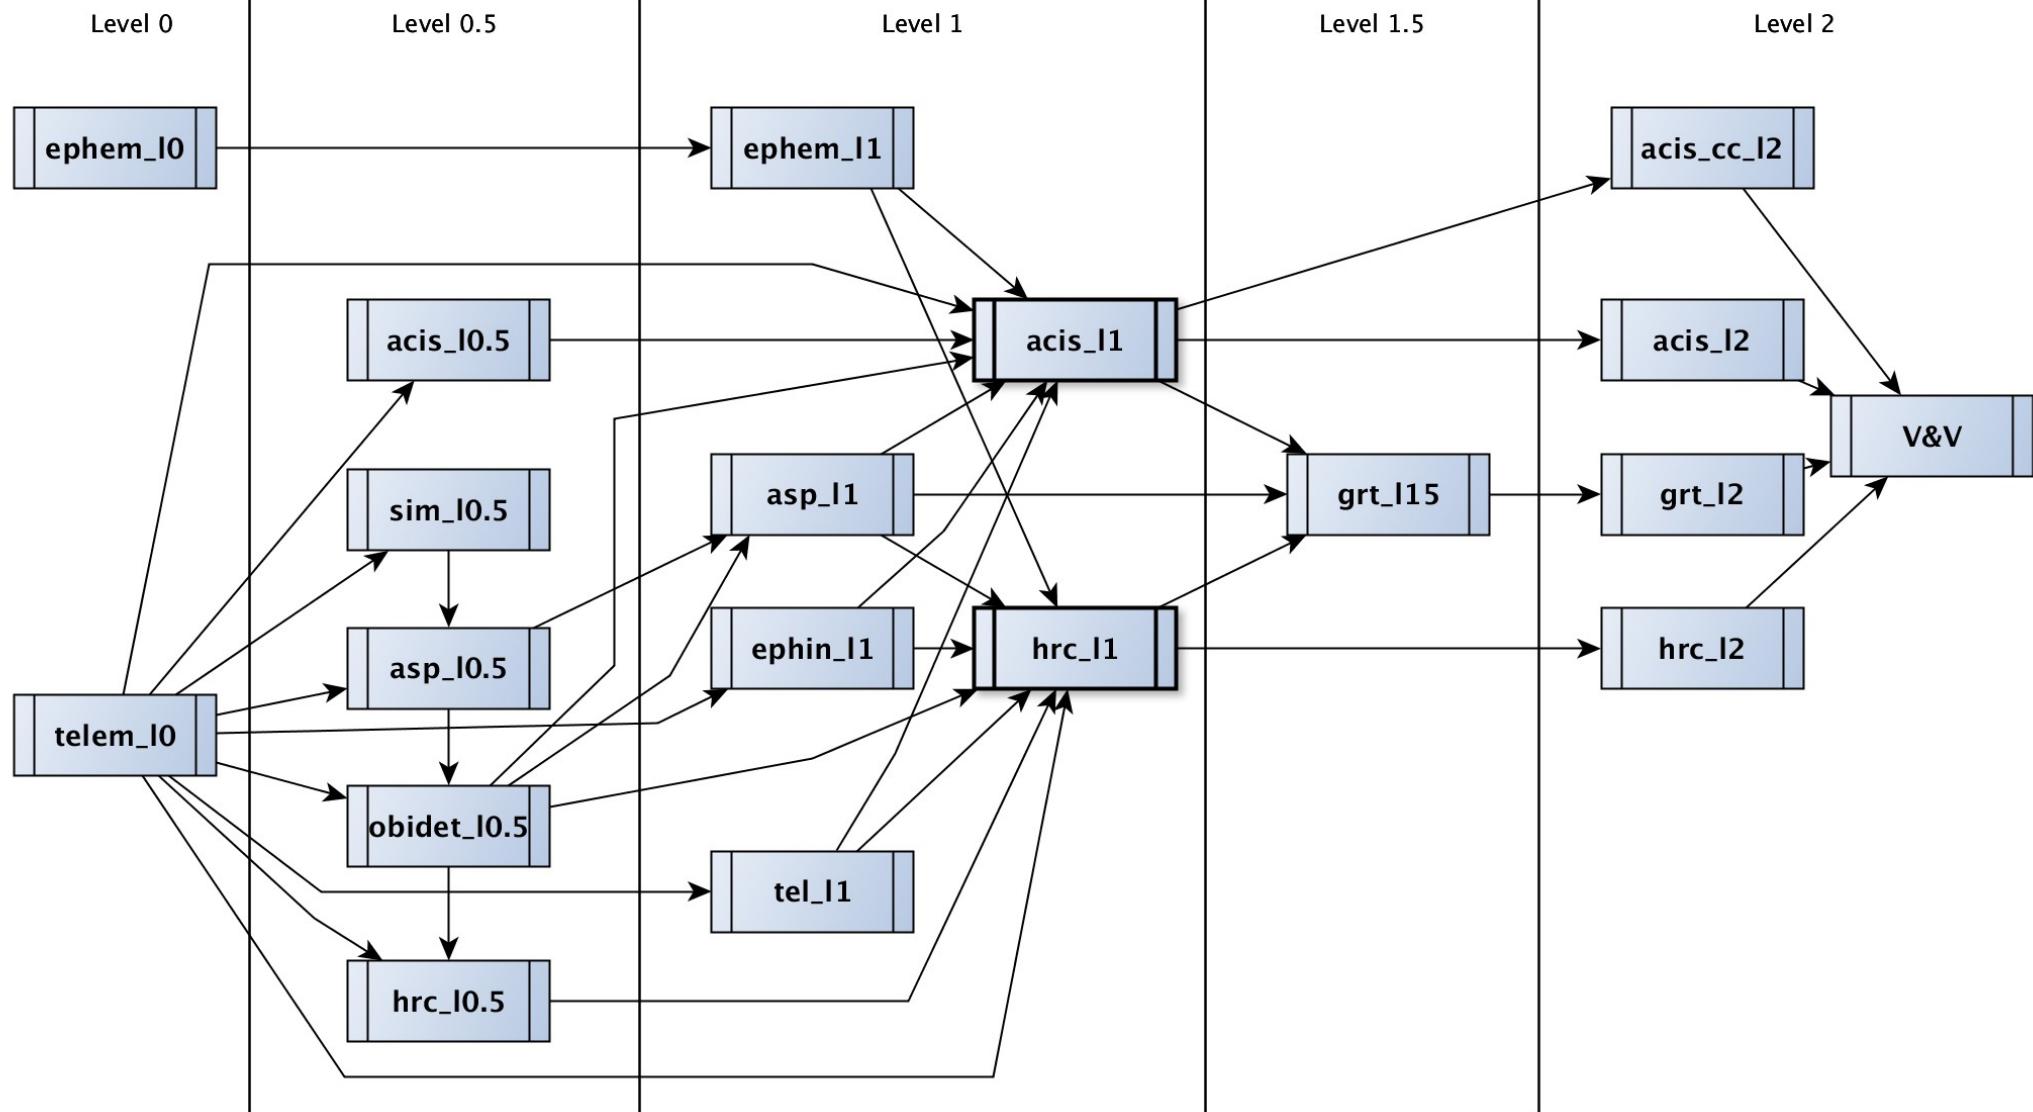 Level 0
Level 0.5
Level 1
Level 1.5
Level 2
ephem_l0
ephem_l1
acis_cc_l2
acis_l0.5
acis_l1
acis_l2
V&V
sim_l0.5
asp_l1
grt_l15
grt_l2
asp_l0.5
ephin_l1
hrc_l1
hrc_l2
telem_l0
obidet_l0.5
tel_l1
hrc_l0.5